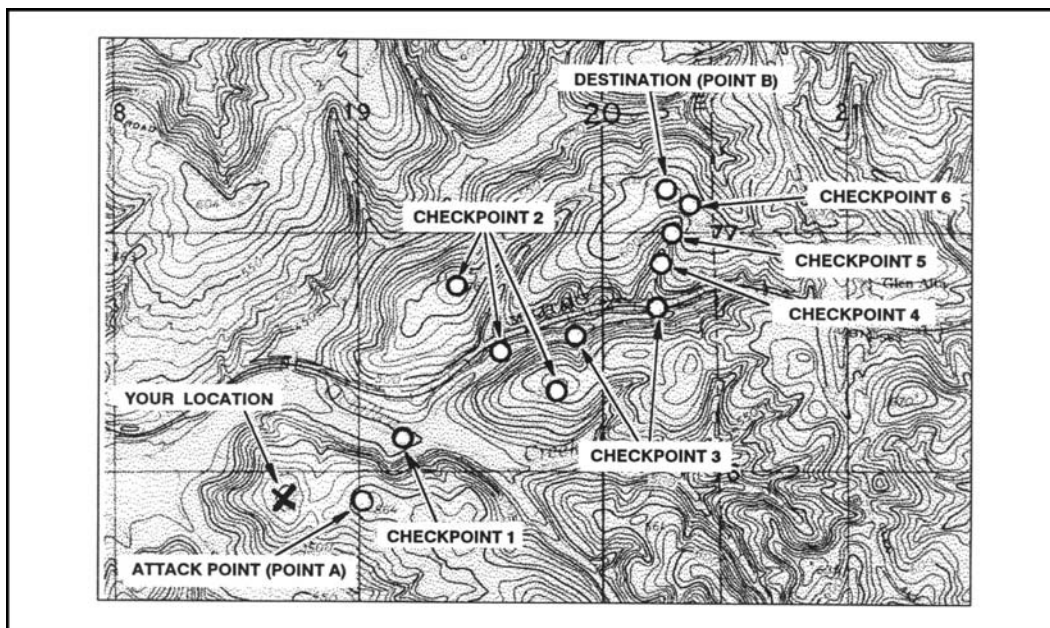 DESTINATION (POINT B)
8
19
20
21
ROAD
CHECKPOINT 6
CHECKPOINT 2
77
CHECKPOINT 5
Glen Alta
CHECKPOINT 4
YOUR LOCATION
Creek
CHECKPOINT 3
CHECKPOINT 1
ATTACK POINT (POINT A)